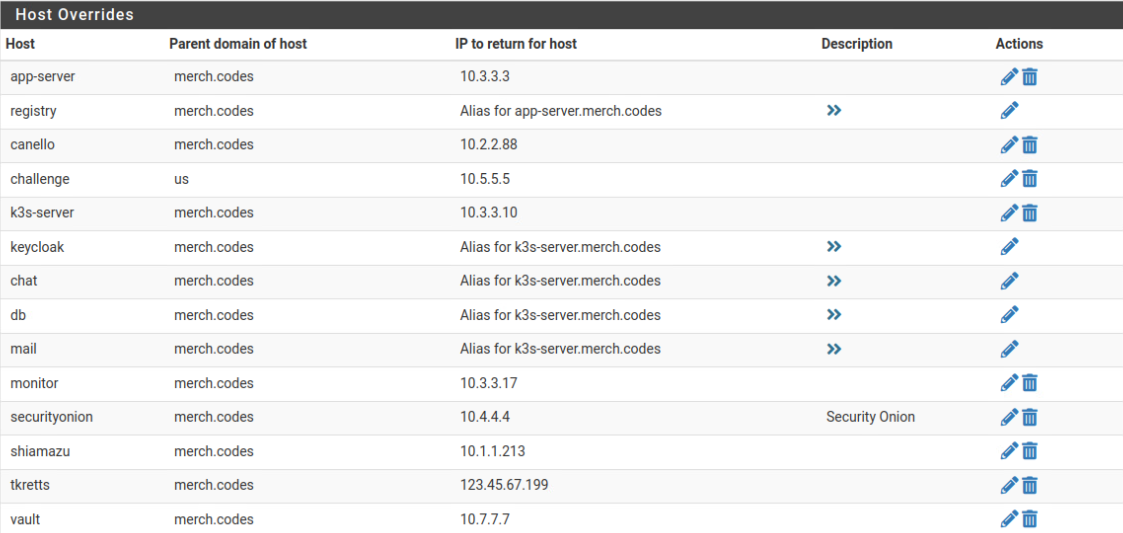 Host Overrides
Host Parent domain of host IP to return for host Description Actions
app-server merch.codes 10.3.3.3
registry merch.codes Alias for app-server.merch.codes
canello merch.codes 10.2.2.88
challenge us 10.5.5.5
k3s-server merch.codes 10.3.3.10
keycloak merch.codes Alias for k3s-server.merch.codes
chat merch.codes Alias for k3s-server.merch.codes
db merch.codes Alias for k3s-server.merch.codes
mail merch.codes Alias for k3s-server.merch.codes
monitor merch.codes 10.3.3.17
securityonion merch.codes 10.4.4.4 Security Onion
shiamazu merch.codes 10.1.1.213
tkretts merch.codes 123.45.67.199
vault merch.codes 10.7.7.7